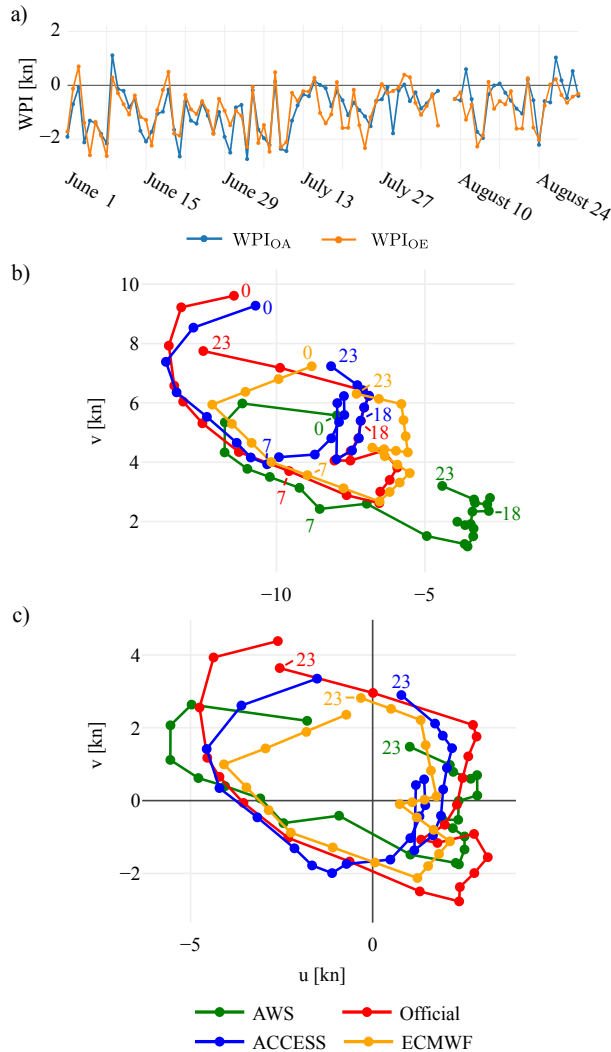 a)
2
0
−2
WPI [kn]
June 1
June 15
June 29
July 13
July 27
August 10
August 24
WPI_OA
WPI_OE
b)
10
8
6
4
2
v [kn]
−10
−5
0
0
23
0
23
23
0
18
18
7
7
7
7
23
18
c)
4
2
0
−2
v [kn]
23
23
23
23
−5
0
u [kn]
AWS
Official
ACCESS
ECMWF